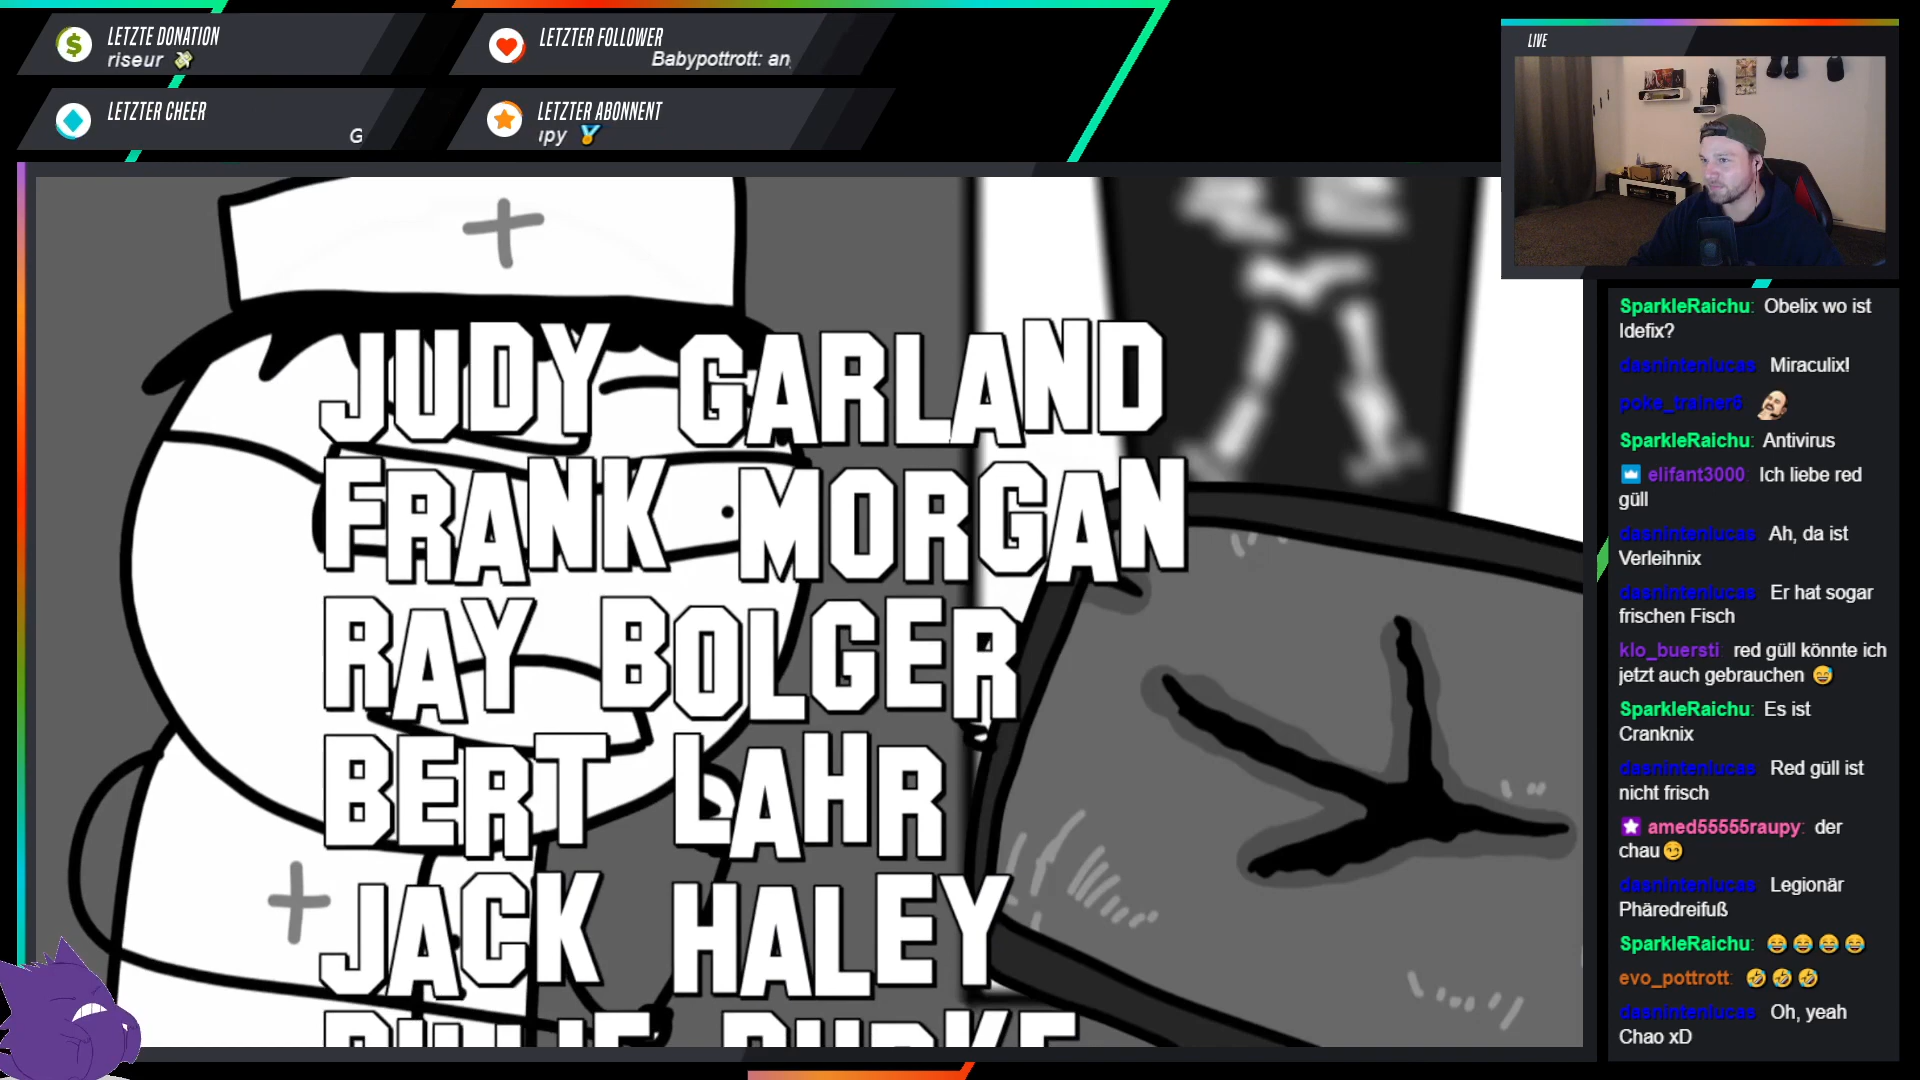 LETZTE DONATION
riseur 💸
LETZTER FOLLOWER
Babypottrott: an
LETZTER CHEER
G
LETZTER ABONNENT
ipy 🏅
LIVE
JUDY GARLAND
FRANK MORGAN
RAY BOLGER
BERT LAHR
JACK HALEY
BILLIE BURKE
SparkleRaichu: Obelix wo ist
Idefix?
dasnintenlucas Miraculix!
poke_trainer6
SparkleRaichu: Antivirus
elifant3000: Ich liebe red
güll
dasnintenlucas Ah, da ist
Verleihnix
dasnintenlucas Er hat sogar
frischen Fisch
klo_buersti: red güll könnte ich
jetzt auch gebrauchen 😅
SparkleRaichu: Es ist
Cranknix
dasnintenlucas Red güll ist
nicht frisch
amed55555raupy: der
chau😏
dasnintenlucas Legionär
Phäredreifuß
SparkleRaichu: 😂 😂 😂 😂
evo_pottrott: 🤣 🤣 🤣
dasnintenlucas Oh, yeah
Chao xD